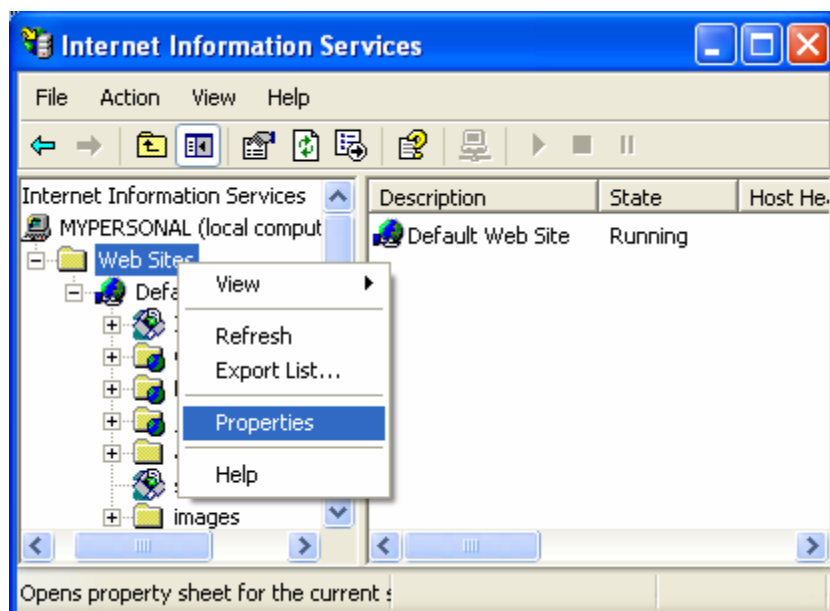 Internet Information Services
File Action View Help
Internet Information Services
MYPERSONAL (local comput
Web Sites
Defa
images
View
Refresh
Export List...
Properties
Help
Description State Host He
Default Web Site Running
Opens property sheet for the current